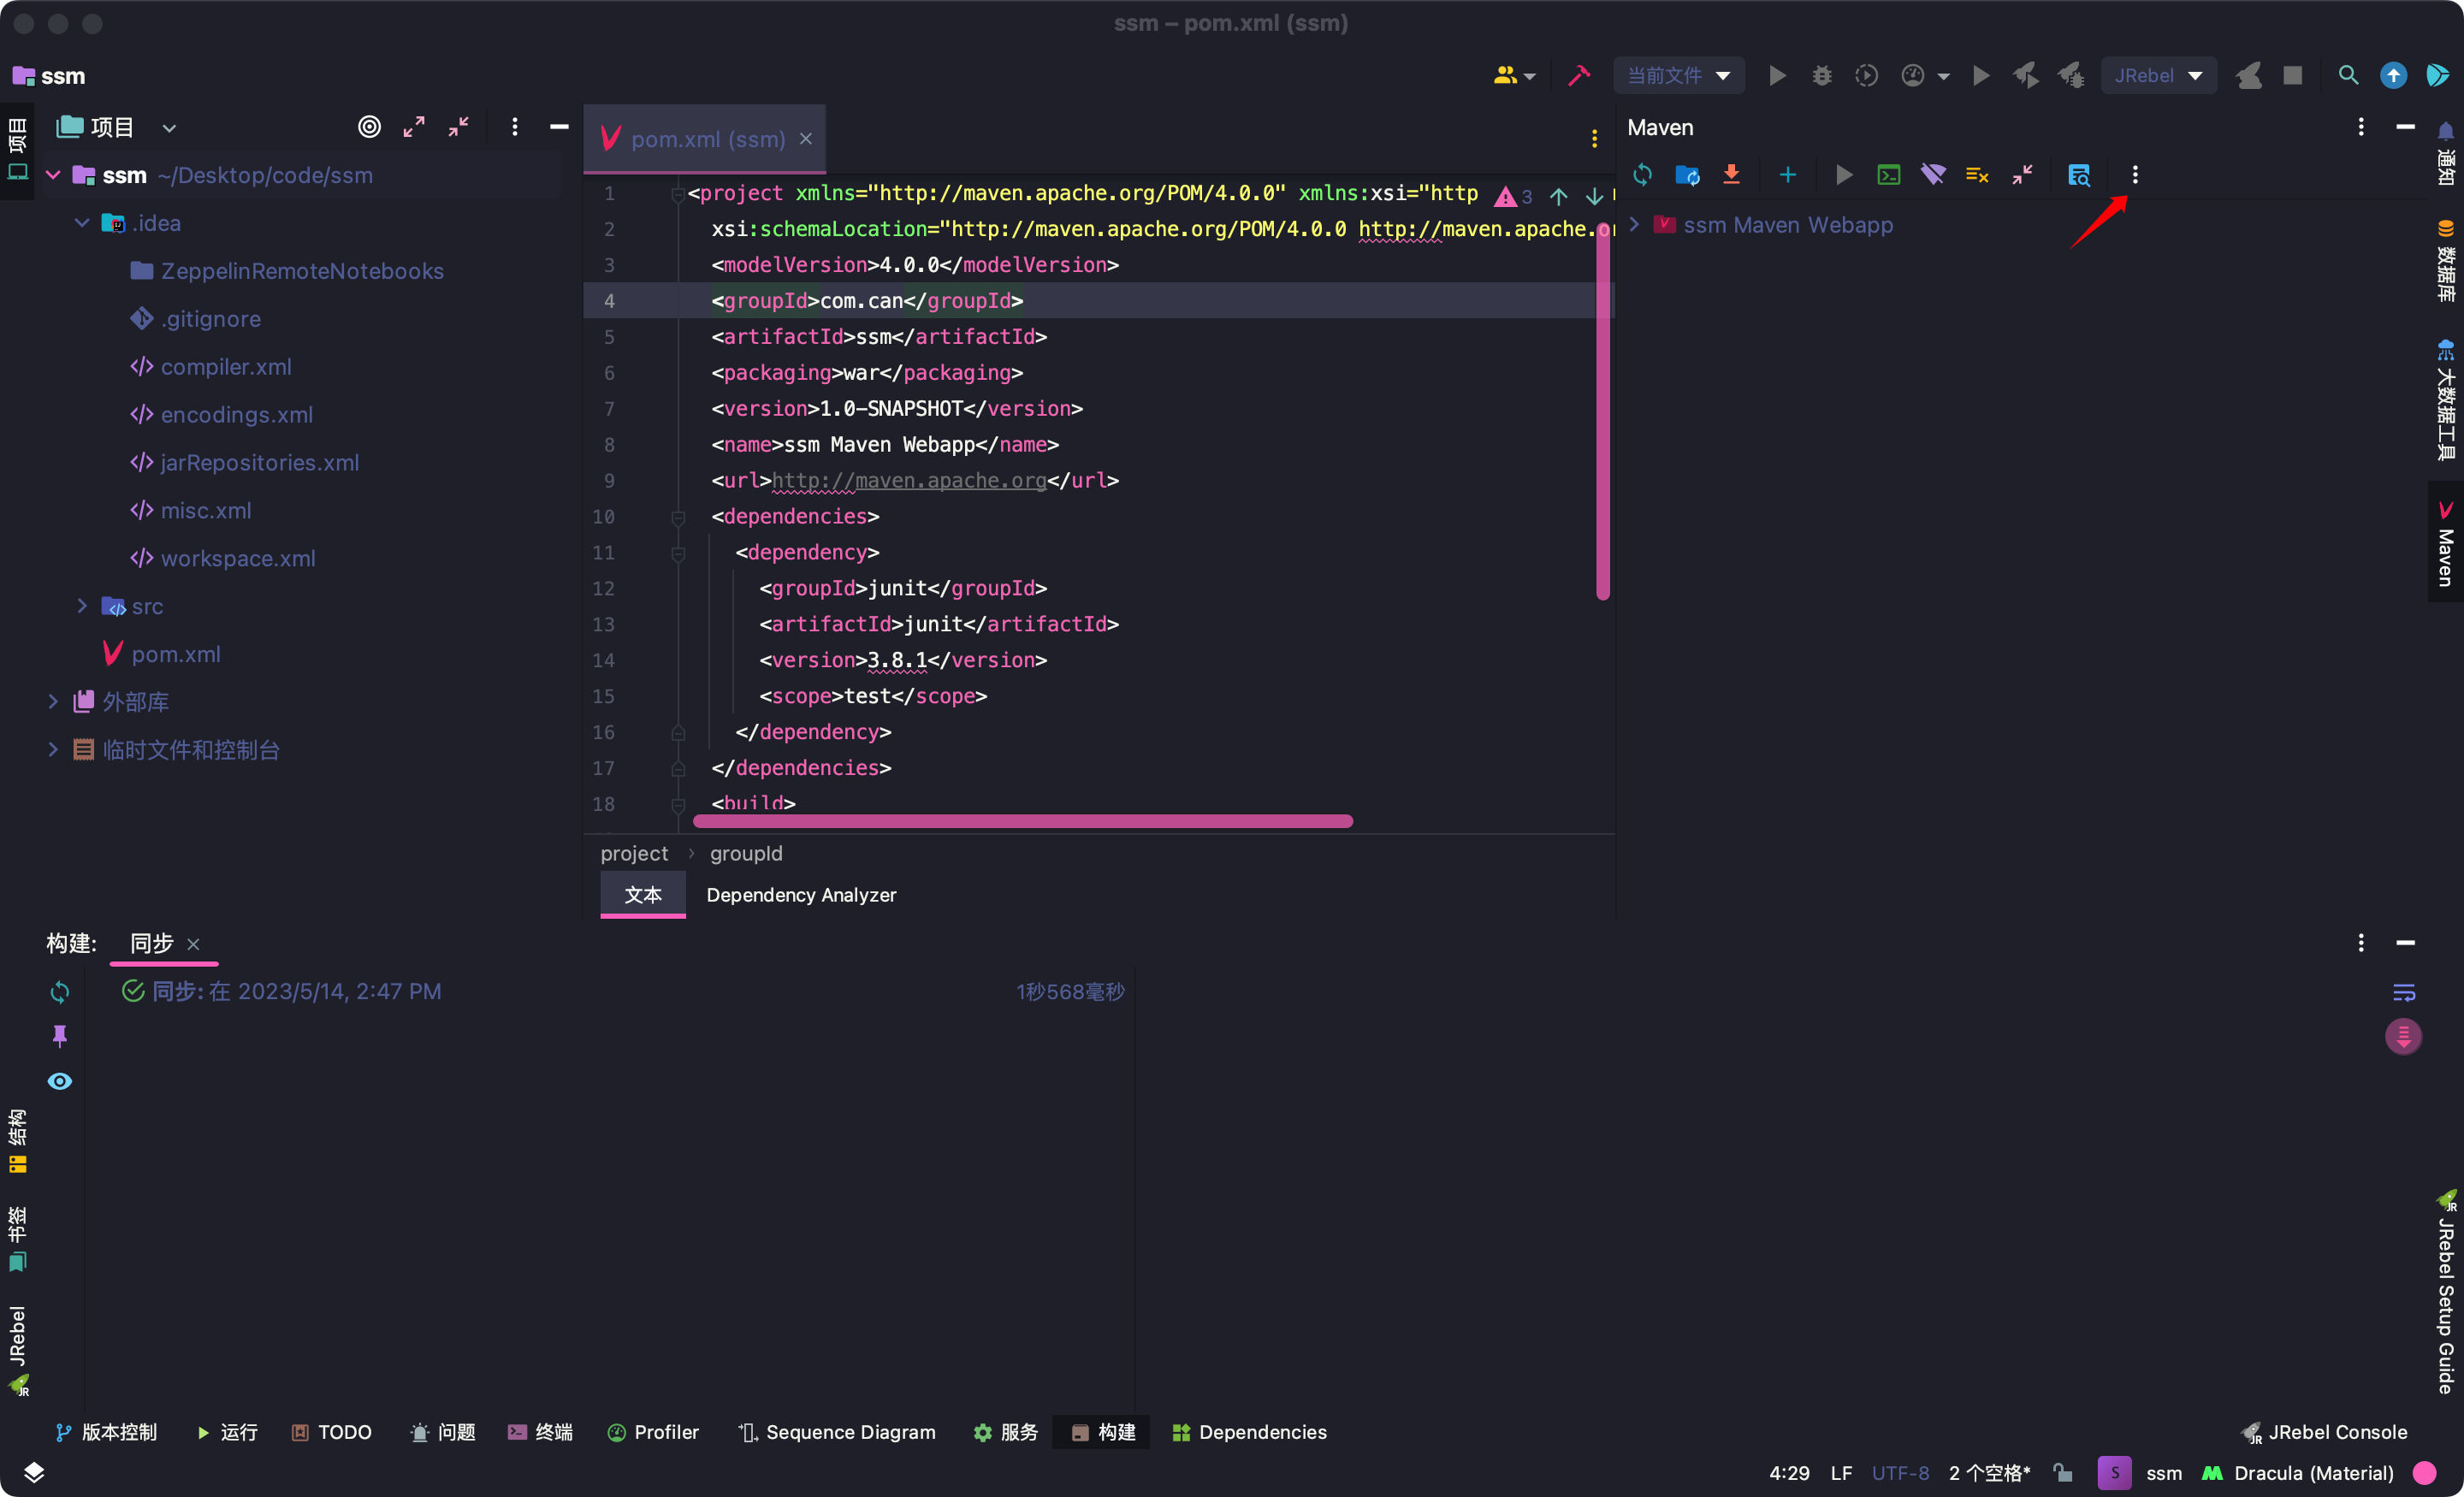 ssm – pom.xml (ssm)
ssm
当前文件
JRebel
项目
项目
ssm ~/Desktop/code/ssm
.idea
ZeppelinRemoteNotebooks
.gitignore
compiler.xml
encodings.xml
jarRepositories.xml
misc.xml
workspace.xml
src
pom.xml
外部库
临时文件和控制台
pom.xml (ssm)
3
1 <project xmlns="http://maven.apache.org/POM/4.0.0" xmlns:xsi="http
2 xsi:schemaLocation="http://maven.apache.org/POM/4.0.0 http://maven.apache.or
3 <modelVersion>4.0.0</modelVersion>
4 <groupId>com.can</groupId>
5 <artifactId>ssm</artifactId>
6 <packaging>war</packaging>
7 <version>1.0-SNAPSHOT</version>
8 <name>ssm Maven Webapp</name>
9 <url>http://maven.apache.org</url>
10 <dependencies>
11 <dependency>
12 <groupId>junit</groupId>
13 <artifactId>junit</artifactId>
14 <version>3.8.1</version>
15 <scope>test</scope>
16 </dependency>
17 </dependencies>
18 <build>
project › groupId
文本 Dependency Analyzer
Maven
ssm Maven Webapp
通知
数据库
大数据工具
Maven
构建: 同步
同步: 在 2023/5/14, 2:47 PM 1秒568毫秒
结构
书签
JRebel
JR
JR
JRebel Setup Guide
版本控制 运行 TODO 问题 终端 Profiler Sequence Diagram 服务 构建 Dependencies JR JRebel Console
4:29 LF UTF-8 2 个空格* S ssm Dracula (Material)